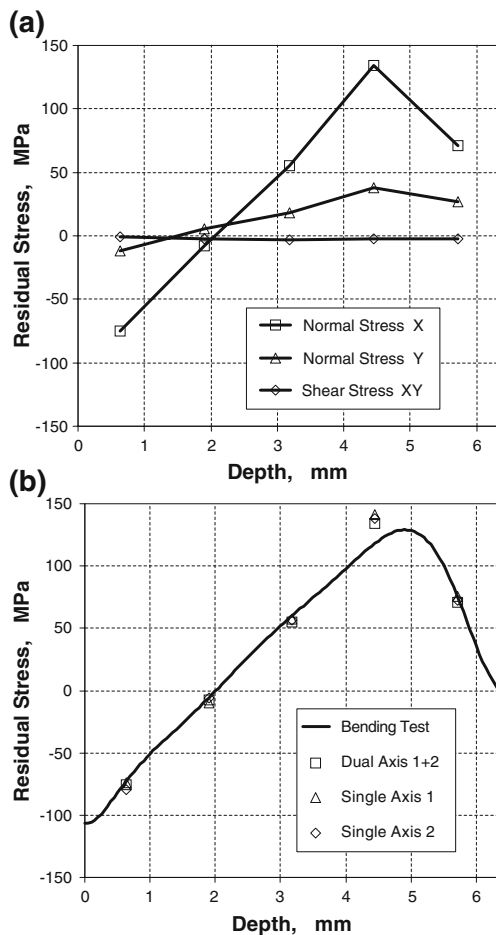 (a)
150
100
50
0
-50
-100
-150
Residual Stress, MPa
Normal Stress X
Normal Stress Y
Shear Stress XY
0 1 2 3 4 5 6
Depth, mm
(b)
150
100
50
0
-50
-100
-150
Residual Stress, MPa
Bending Test
Dual Axis 1+2
Single Axis 1
Single Axis 2
0 1 2 3 4 5 6
Depth, mm